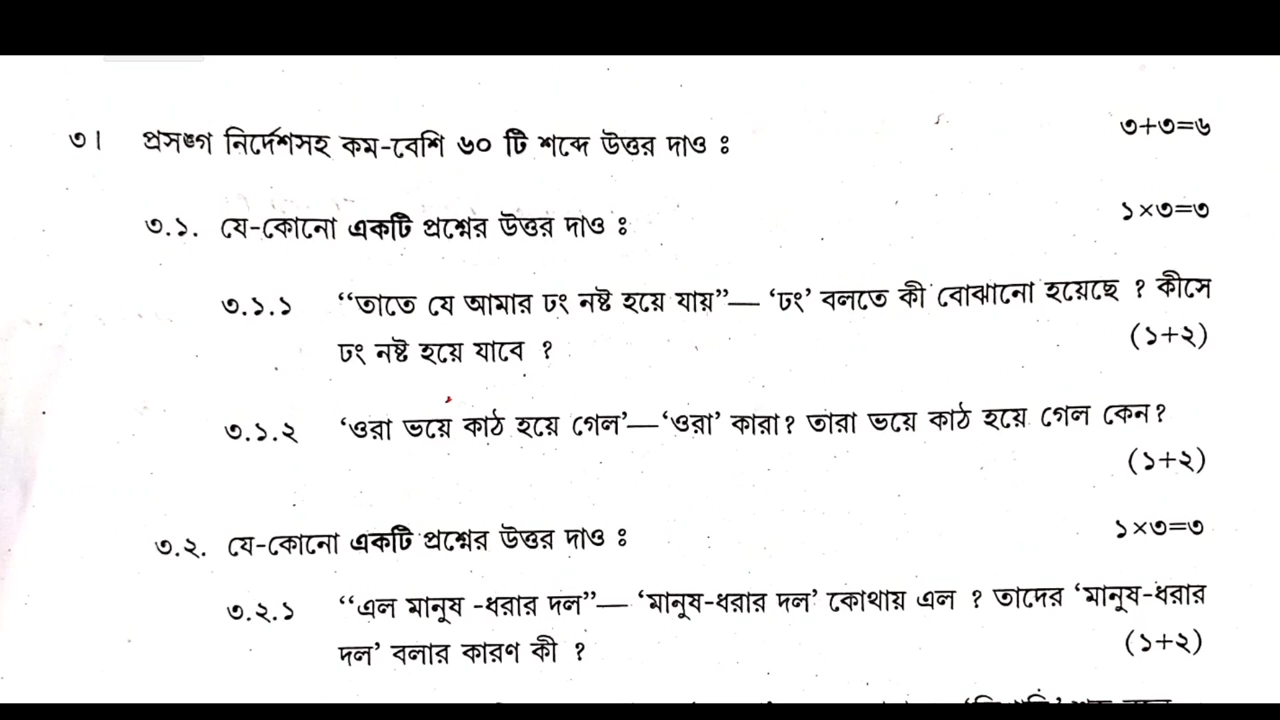 ৩। প্রসঙ্গ নির্দেশসহ কম-বেশি ৬০ টি শব্দে উত্তর দাও : ৩+৩=৬
৩.১. যে-কোনো একটি প্রশ্নের উত্তর দাও : ১×৩=৩
৩.১.১ “তাতে যে আমার ঢং নষ্ট হয়ে যায়”— ‘ঢং’ বলতে কী বোঝানো হয়েছে ? কীসে
ঢং নষ্ট হয়ে যাবে ? (১+২)
৩.১.২ ‘ওরা ভয়ে কাঠ হয়ে গেল’—‘ওরা’ কারা? তারা ভয়ে কাঠ হয়ে গেল কেন?
(১+২)
৩.২. যে-কোনো একটি প্রশ্নের উত্তর দাও : ১×৩=৩
৩.২.১ “এল মানুষ -ধরার দল”— ‘মানুষ-ধরার দল’ কোথায় এল ? তাদের ‘মানুষ-ধরার
দল’ বলার কারণ কী ? (১+২)